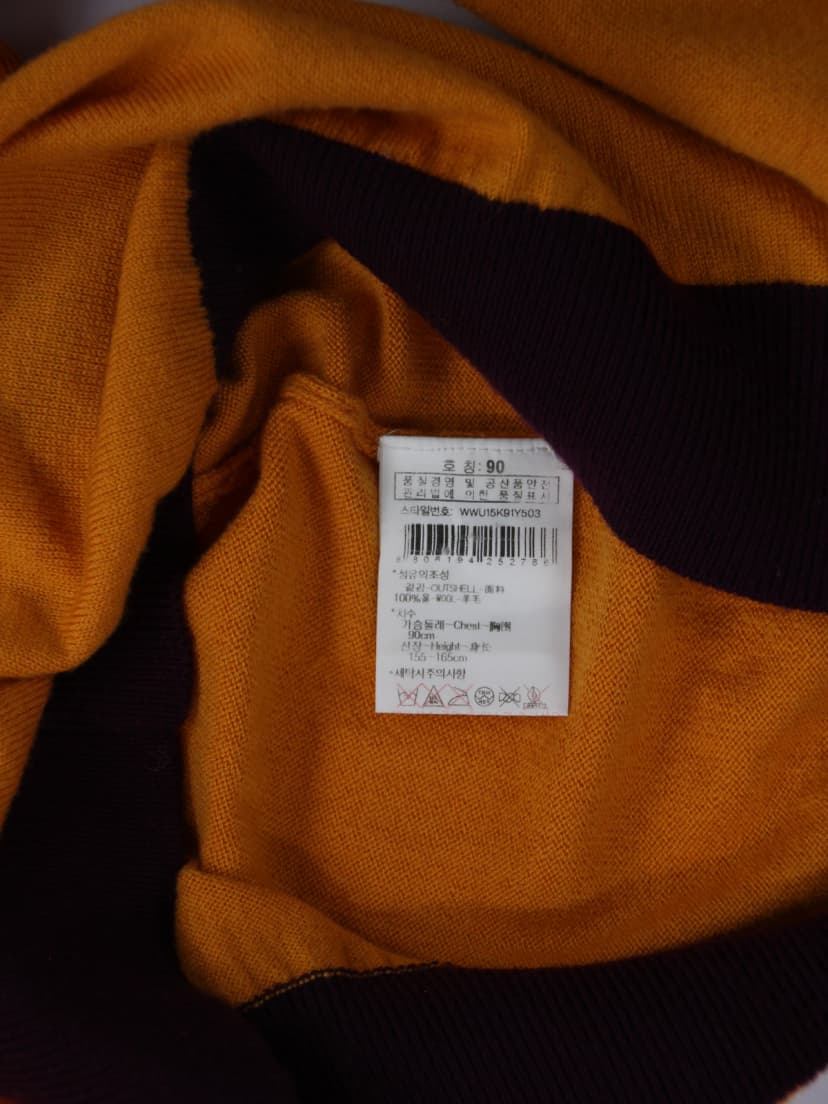 호 칭: 90
품질경영 및 공산품안전
관리법에 의한 품질표시
스타일번호: WWU15K91Y503
8 806194 252786
*섬유의조성
겉감-OUTSHELL-面料
100%울-WOOL-羊毛
*치수
가슴둘레-Chest-胸围
90cm
신장-Height-身长
155-165cm
*세탁시주의사항